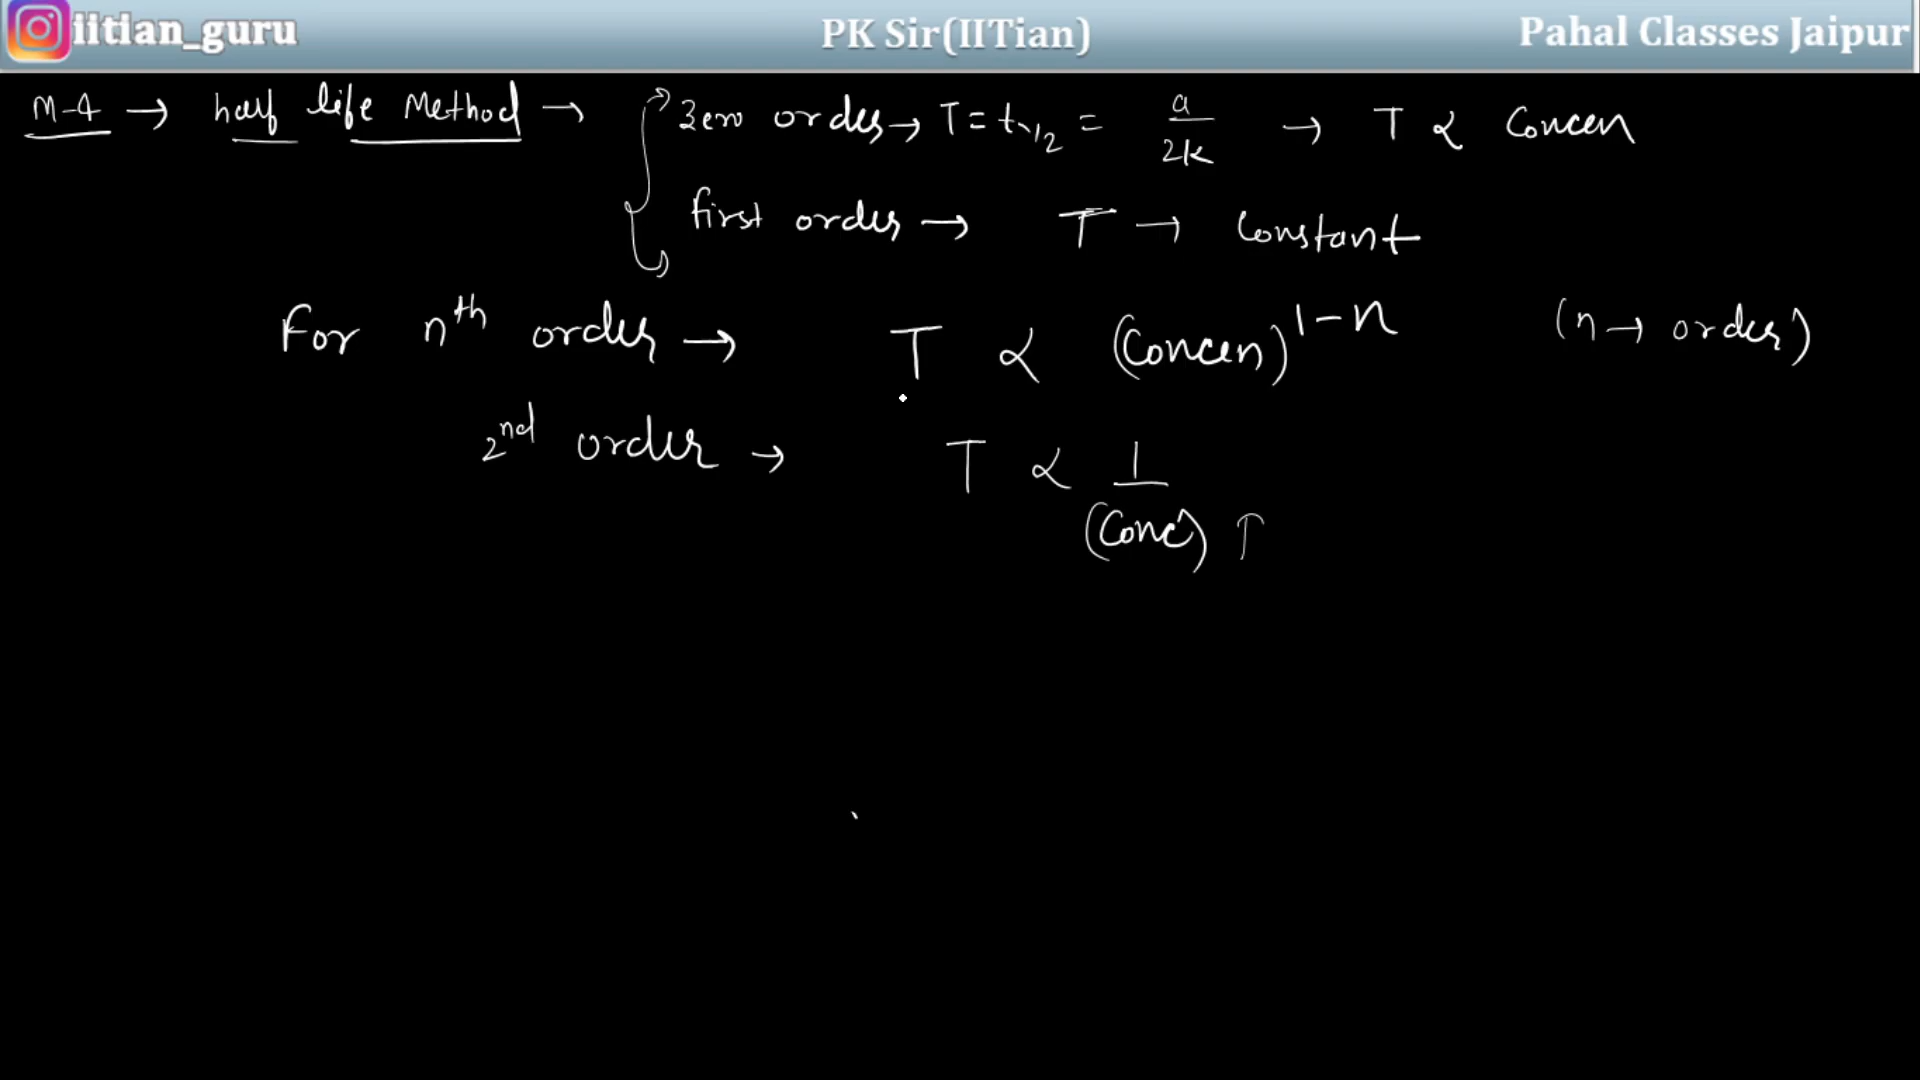 iitian_guru PK Sir(IITian) Pahal Classes Jaipur
M-4 → half life Method → Zero order → T = t1/2 = a/2k → T ∝ Concen
first order → T → Constant
For nth order → T ∝ (Concen)^1-n (n → order)
2nd order → T ∝ 1/(Conc) ↑